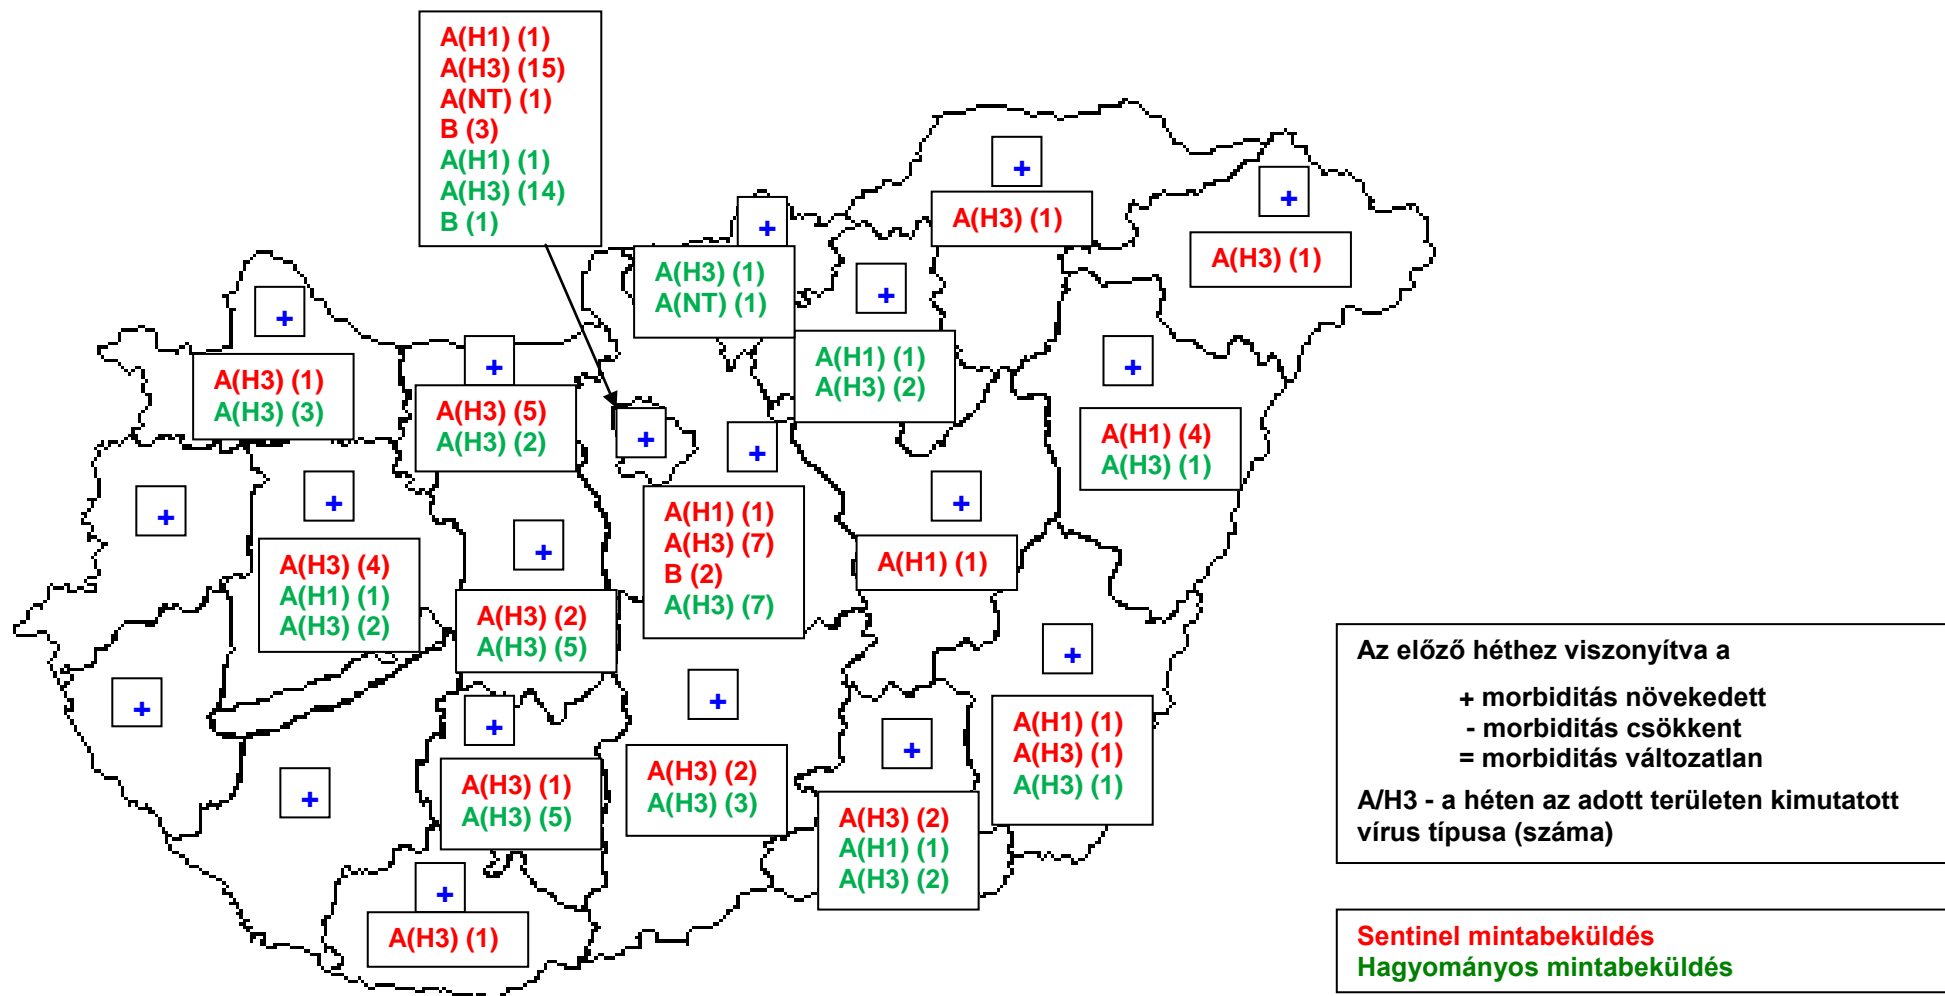 A(H1) (1)
A(H3) (15)
A(NT) (1)
B (3)
A(H1) (1)
A(H3) (14)
B (1)
+
A(H3) (1)
+
A(H3) (1)
+
A(H3) (1)
A(NT) (1)
+
A(H1) (1)
A(H3) (2)
+
A(H3) (1)
A(H3) (3)
+
A(H3) (5)
A(H3) (2)
+
A(H1) (4)
A(H3) (1)
+
+
A(H1) (1)
A(H3) (7)
B (2)
A(H3) (7)
+
+
A(H3) (4)
A(H1) (1)
A(H3) (2)
+
A(H3) (2)
A(H3) (5)
+
A(H1) (1)
+
A(H1) (1)
A(H3) (1)
A(H3) (1)
+
+
+
A(H3) (1)
A(H3) (5)
+
A(H3) (2)
A(H3) (3)
+
A(H3) (2)
A(H1) (1)
A(H3) (2)
+
A(H3) (1)
Az előző héthez viszonyítva a
+ morbiditás növekedett
- morbiditás csökkent
= morbiditás változatlan
A/H3 - a héten az adott területen kimutatott
vírus típusa (száma)
Sentinel mintabeküldés
Hagyományos mintabeküldés